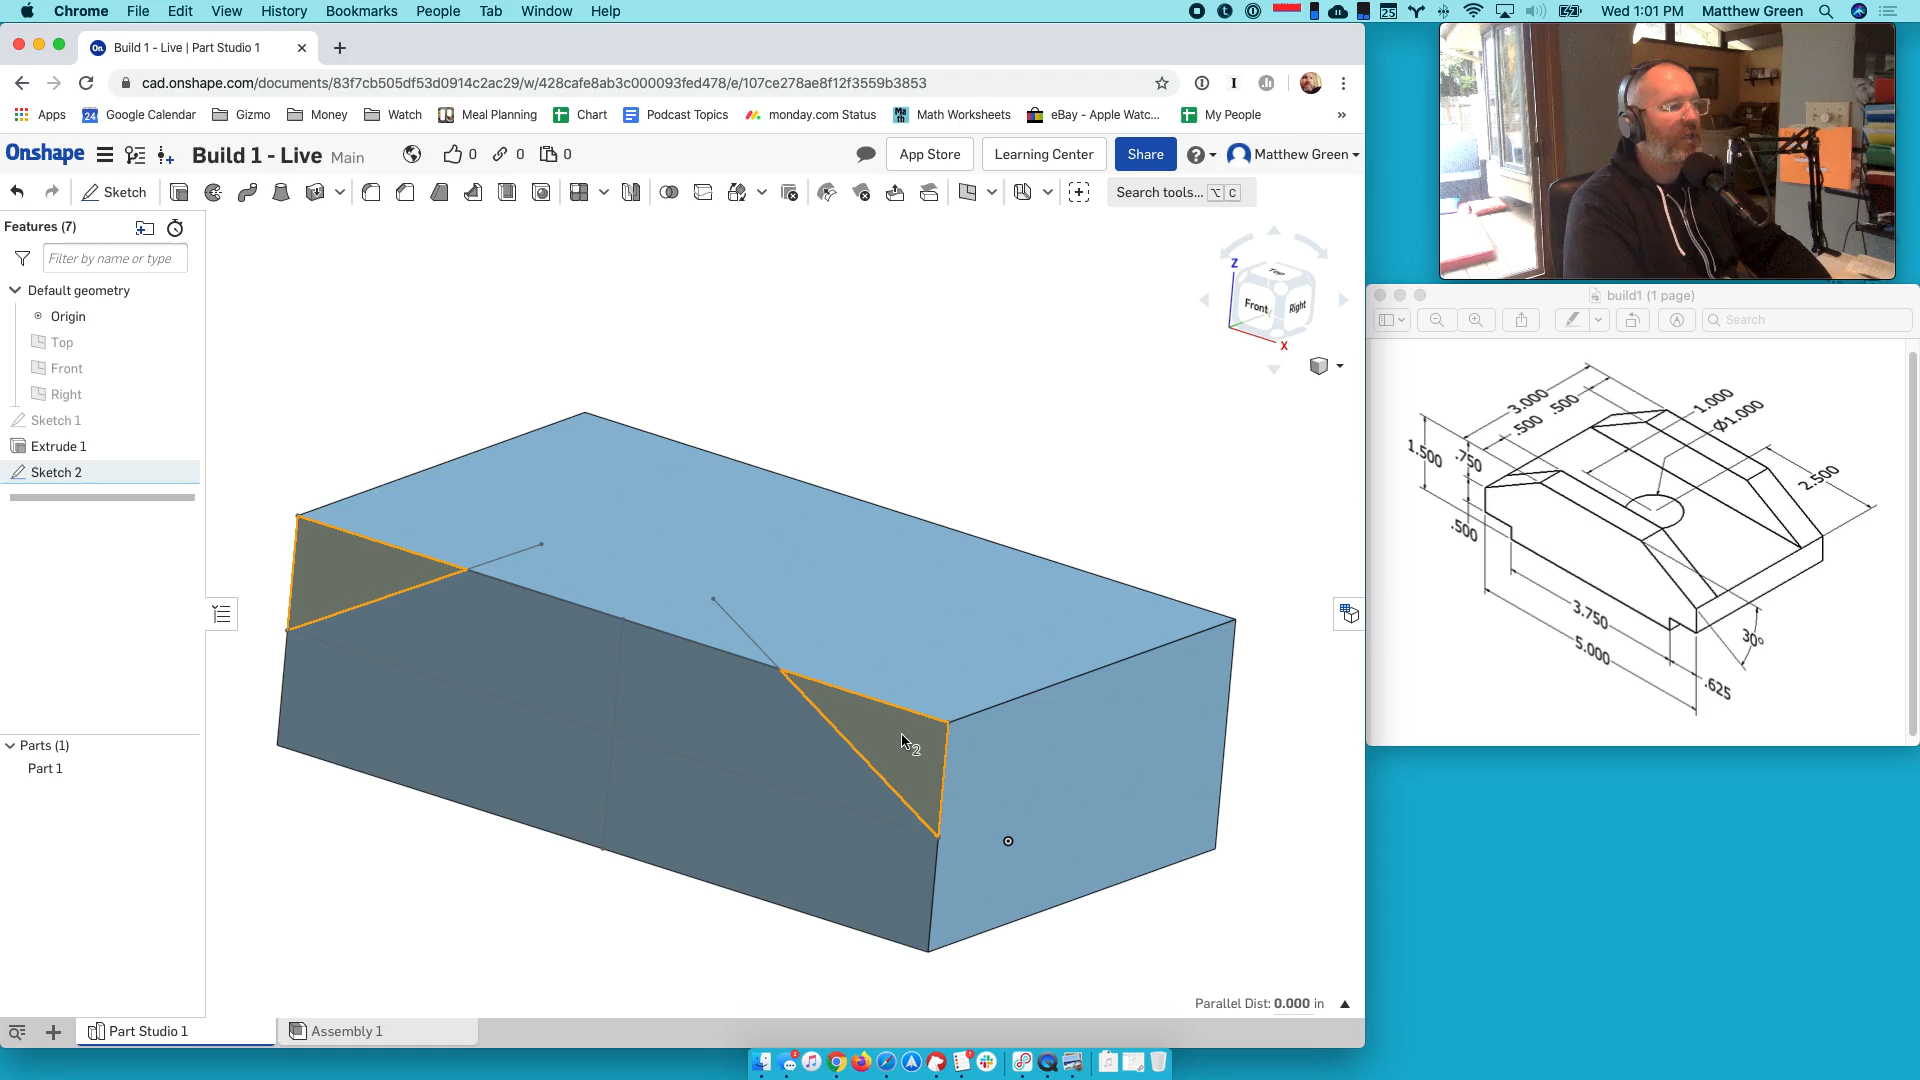 Chrome File Edit View History Bookmarks People Tab Window Help
25 Wed 1:01 PM Matthew Green
On Build 1 - Live | Part Studio 1
cad.onshape.com/documents/83f7cb505df53d0914c2ac29/w/428cafe8ab3c000093fed478/e/107ce278ae8f12f3559b3853
Apps 24 Google Calendar Gizmo Money Watch Meal Planning Chart Podcast Topics monday.com Status Math Worksheets eBay - Apple Watc... My People »
Onshape Build 1 - Live Main 0 0 0 App Store Learning Center Share Matthew Green
Sketch Search tools... ⌥ C
Features (7)
Filter by name or type
Default geometry
Origin
Top
Front
Right
Sketch 1
Extrude 1
Sketch 2
Parts (1)
Part 1
Z
Top
Front
Right
X
2
Parallel Dist: 0.000 in
Part Studio 1 Assembly 1
build1 (1 page)
Search
3.000
.500
.500
1.000
Ø1.000
1.500
.750
2.500
.500
3.750
5.000
30°
.625